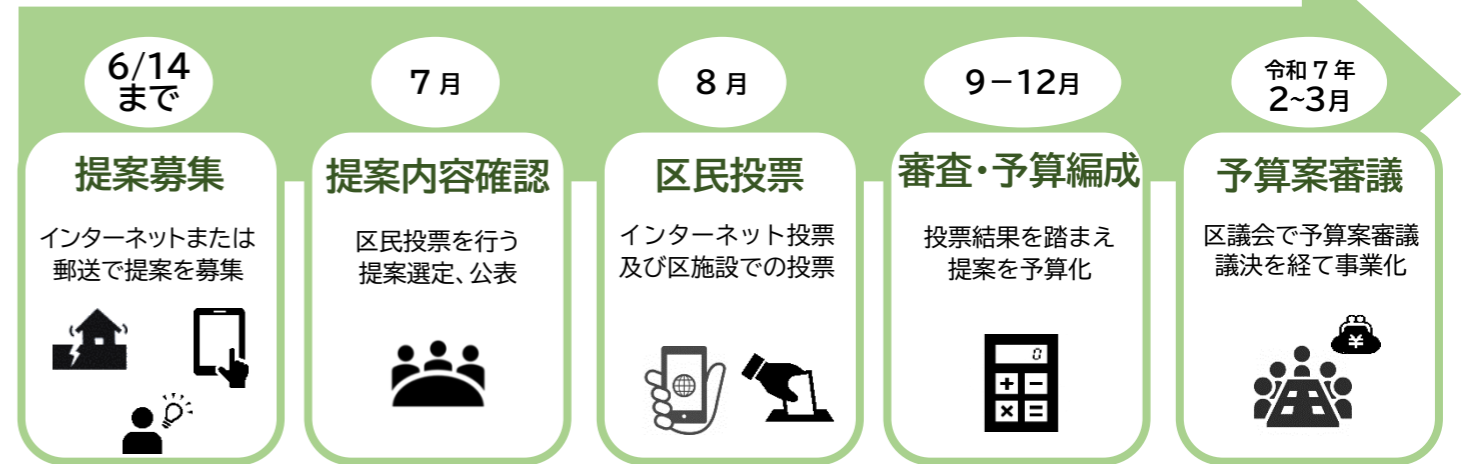 6/14
まで
提案募集
インターネットまたは
郵送で提案を募集
7月
提案内容確認
区民投票を行う
提案選定、公表
8月
区民投票
インターネット投票
及び区施設での投票
9－12月
審査・予算編成
投票結果を踏まえ
提案を予算化
0
+ −
× =
令和7年
2~3月
予算案審議
区議会で予算案審議
議決を経て事業化
¥